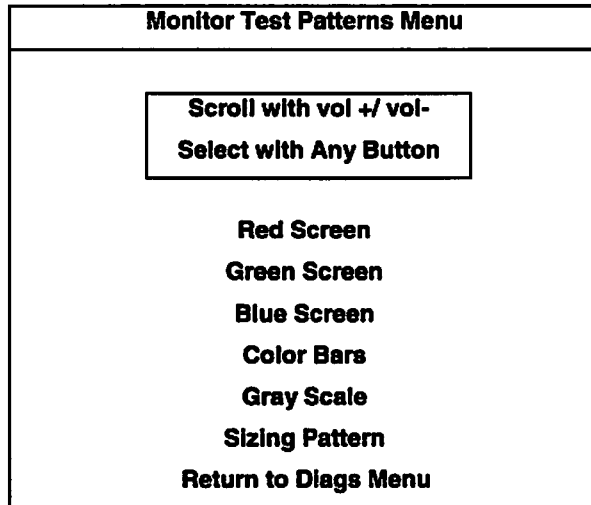 Monitor Test Patterns Menu
Scroll with vol +/ vol-
Select with Any Button
Red Screen
Green Screen
Blue Screen
Color Bars
Gray Scale
Sizing Pattern
Return to Diags Menu